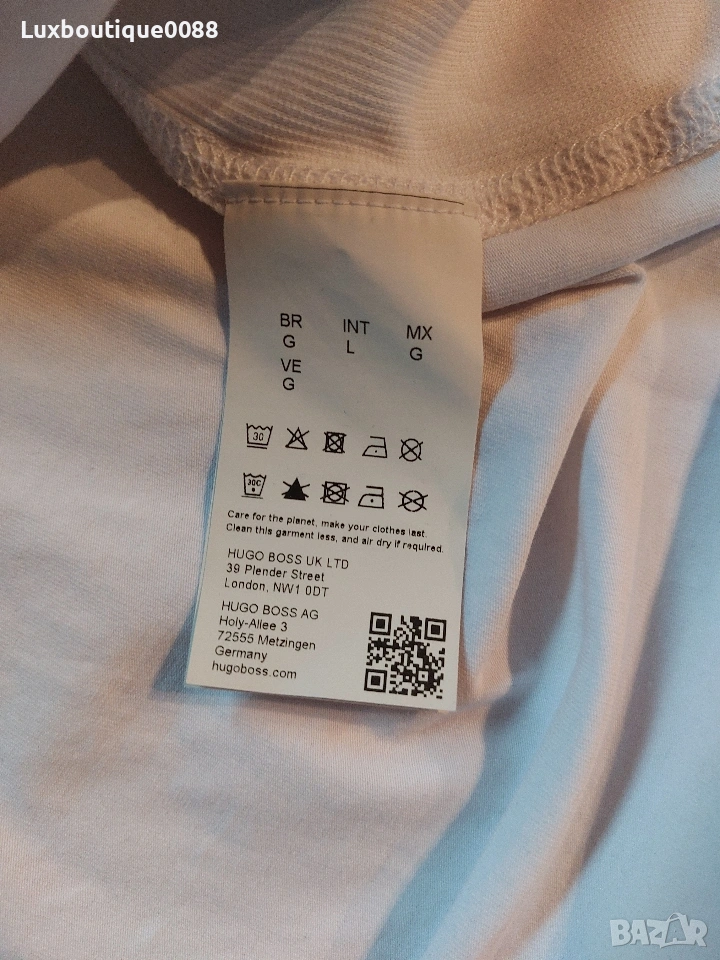 Luxboutique0088
BR INT MX
G L G
VE
G
30
30C
Care for the planet, make your clothes last.
Clean this garment less, and air dry if required.
HUGO BOSS UK LTD
39 Plender Street
London, NW1 0DT
HUGO BOSS AG
Holy-Allee 3
72555 Metzingen
Germany
hugoboss.com
BAZAR